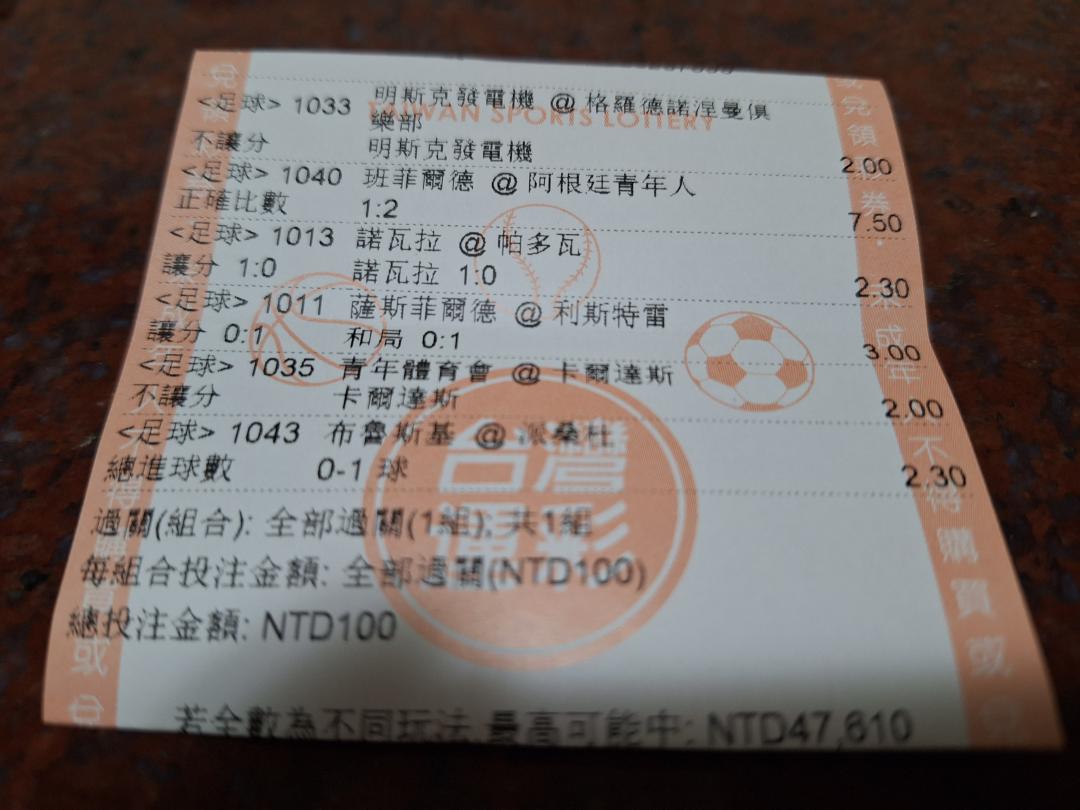 <足球> 1033 明斯克發電機 @ 格羅德諾涅曼俱
樂部
TAIWAN SPORTS LOTTERY
不讓分 明斯克發電機 2.00
<足球> 1040 班菲爾德 @ 阿根廷青年人
正確比數 1:2 7.50
<足球> 1013 諾瓦拉 @ 帕多瓦
讓分 1:0 諾瓦拉 1:0 2.30
<足球> 1011 薩斯菲爾德 @ 利斯特雷
讓分 0:1 和局 0:1 3.00
<足球> 1035 青年體育會 @ 卡爾達斯
不讓分 卡爾達斯 2.00
<足球> 1043 布魯斯基 @ 派桑杜
總進球數 0-1 球 2.30
台灣
運彩
過關(組合): 全部過關(1組), 共1組
每組合投注金額: 全部過關(NTD100)
總投注金額: NTD100
若全數為不同玩法,最高可能中: NTD47,610